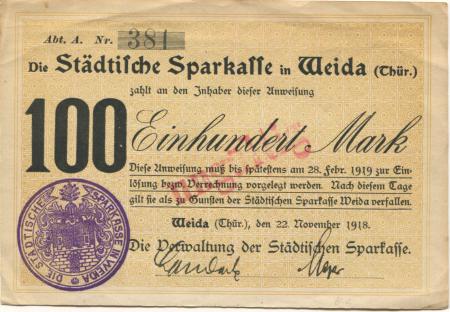 Abt. A. Nr. 381
Die Städtische Sparkasse in Weida (Thür.)
zahlt an den Inhaber dieser Anweisung
100 Einhundert Mark
Ungültig
Diese Anweisung muß bis spätestens am 28. Febr. 1919 zur Ein-
lösung bezw. Verrechnung vorgelegt werden. Nach diesem Tage
gilt sie als zu Gunsten der Städtischen Sparkasse Weida verfallen.
Weida (Thür.), den 22. November 1918.
Die Verwaltung der Städtischen Sparkasse.
DIE STÄDTISCHE SPARKASSE IN WEIDA